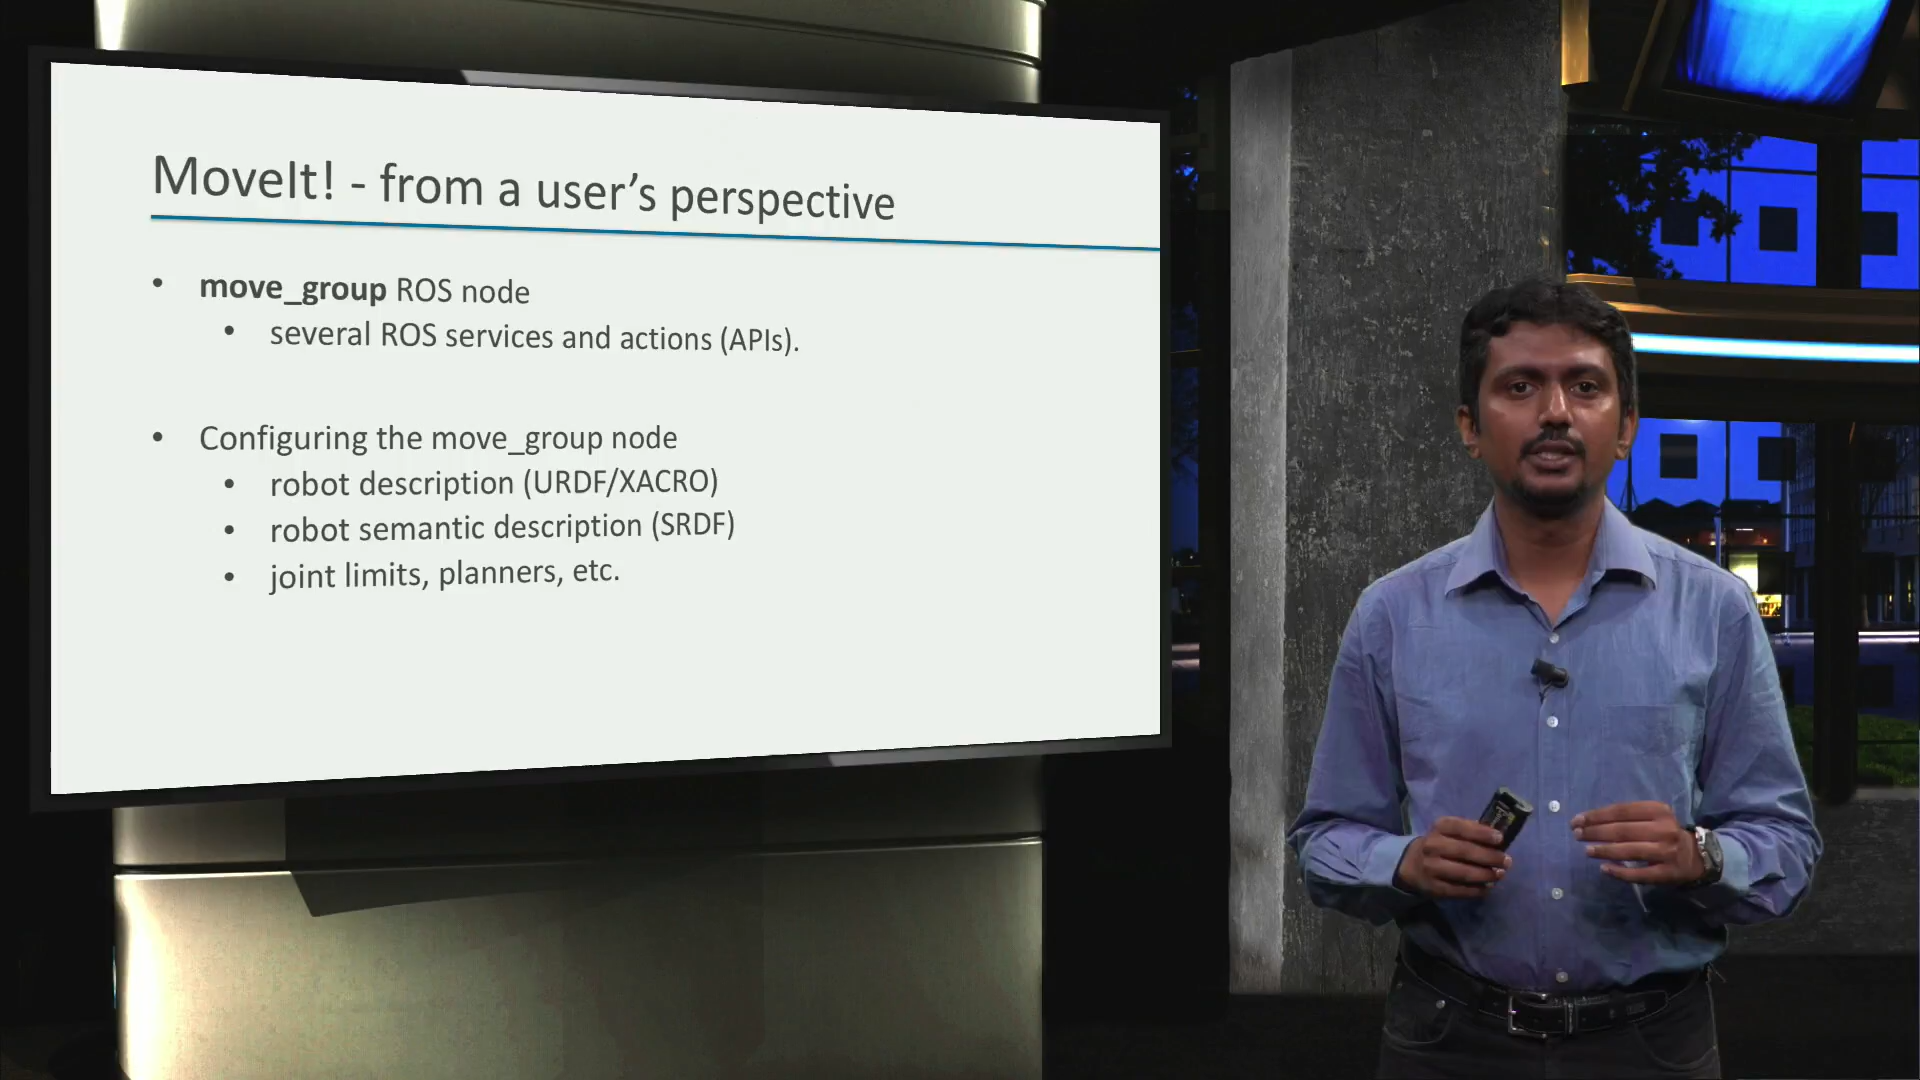 MoveIt! - from a user’s perspective
• move_group ROS node
• several ROS services and actions (APIs).
• Configuring the move_group node
• robot description (URDF/XACRO)
• robot semantic description (SRDF)
• joint limits, planners, etc.